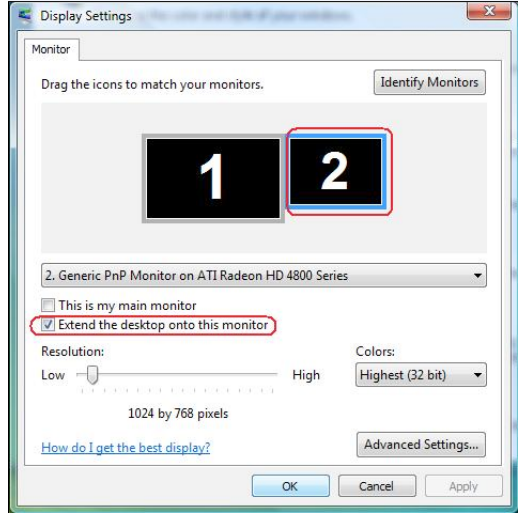 Display Settings
Monitor
Drag the icons to match your monitors.
Identify Monitors
1
2
2. Generic PnP Monitor on ATI Radeon HD 4800 Series
This is my main monitor
Extend the desktop onto this monitor
Resolution:
Colors:
Low
High
Highest (32 bit)
1024 by 768 pixels
How do I get the best display?
Advanced Settings...
OK
Cancel
Apply